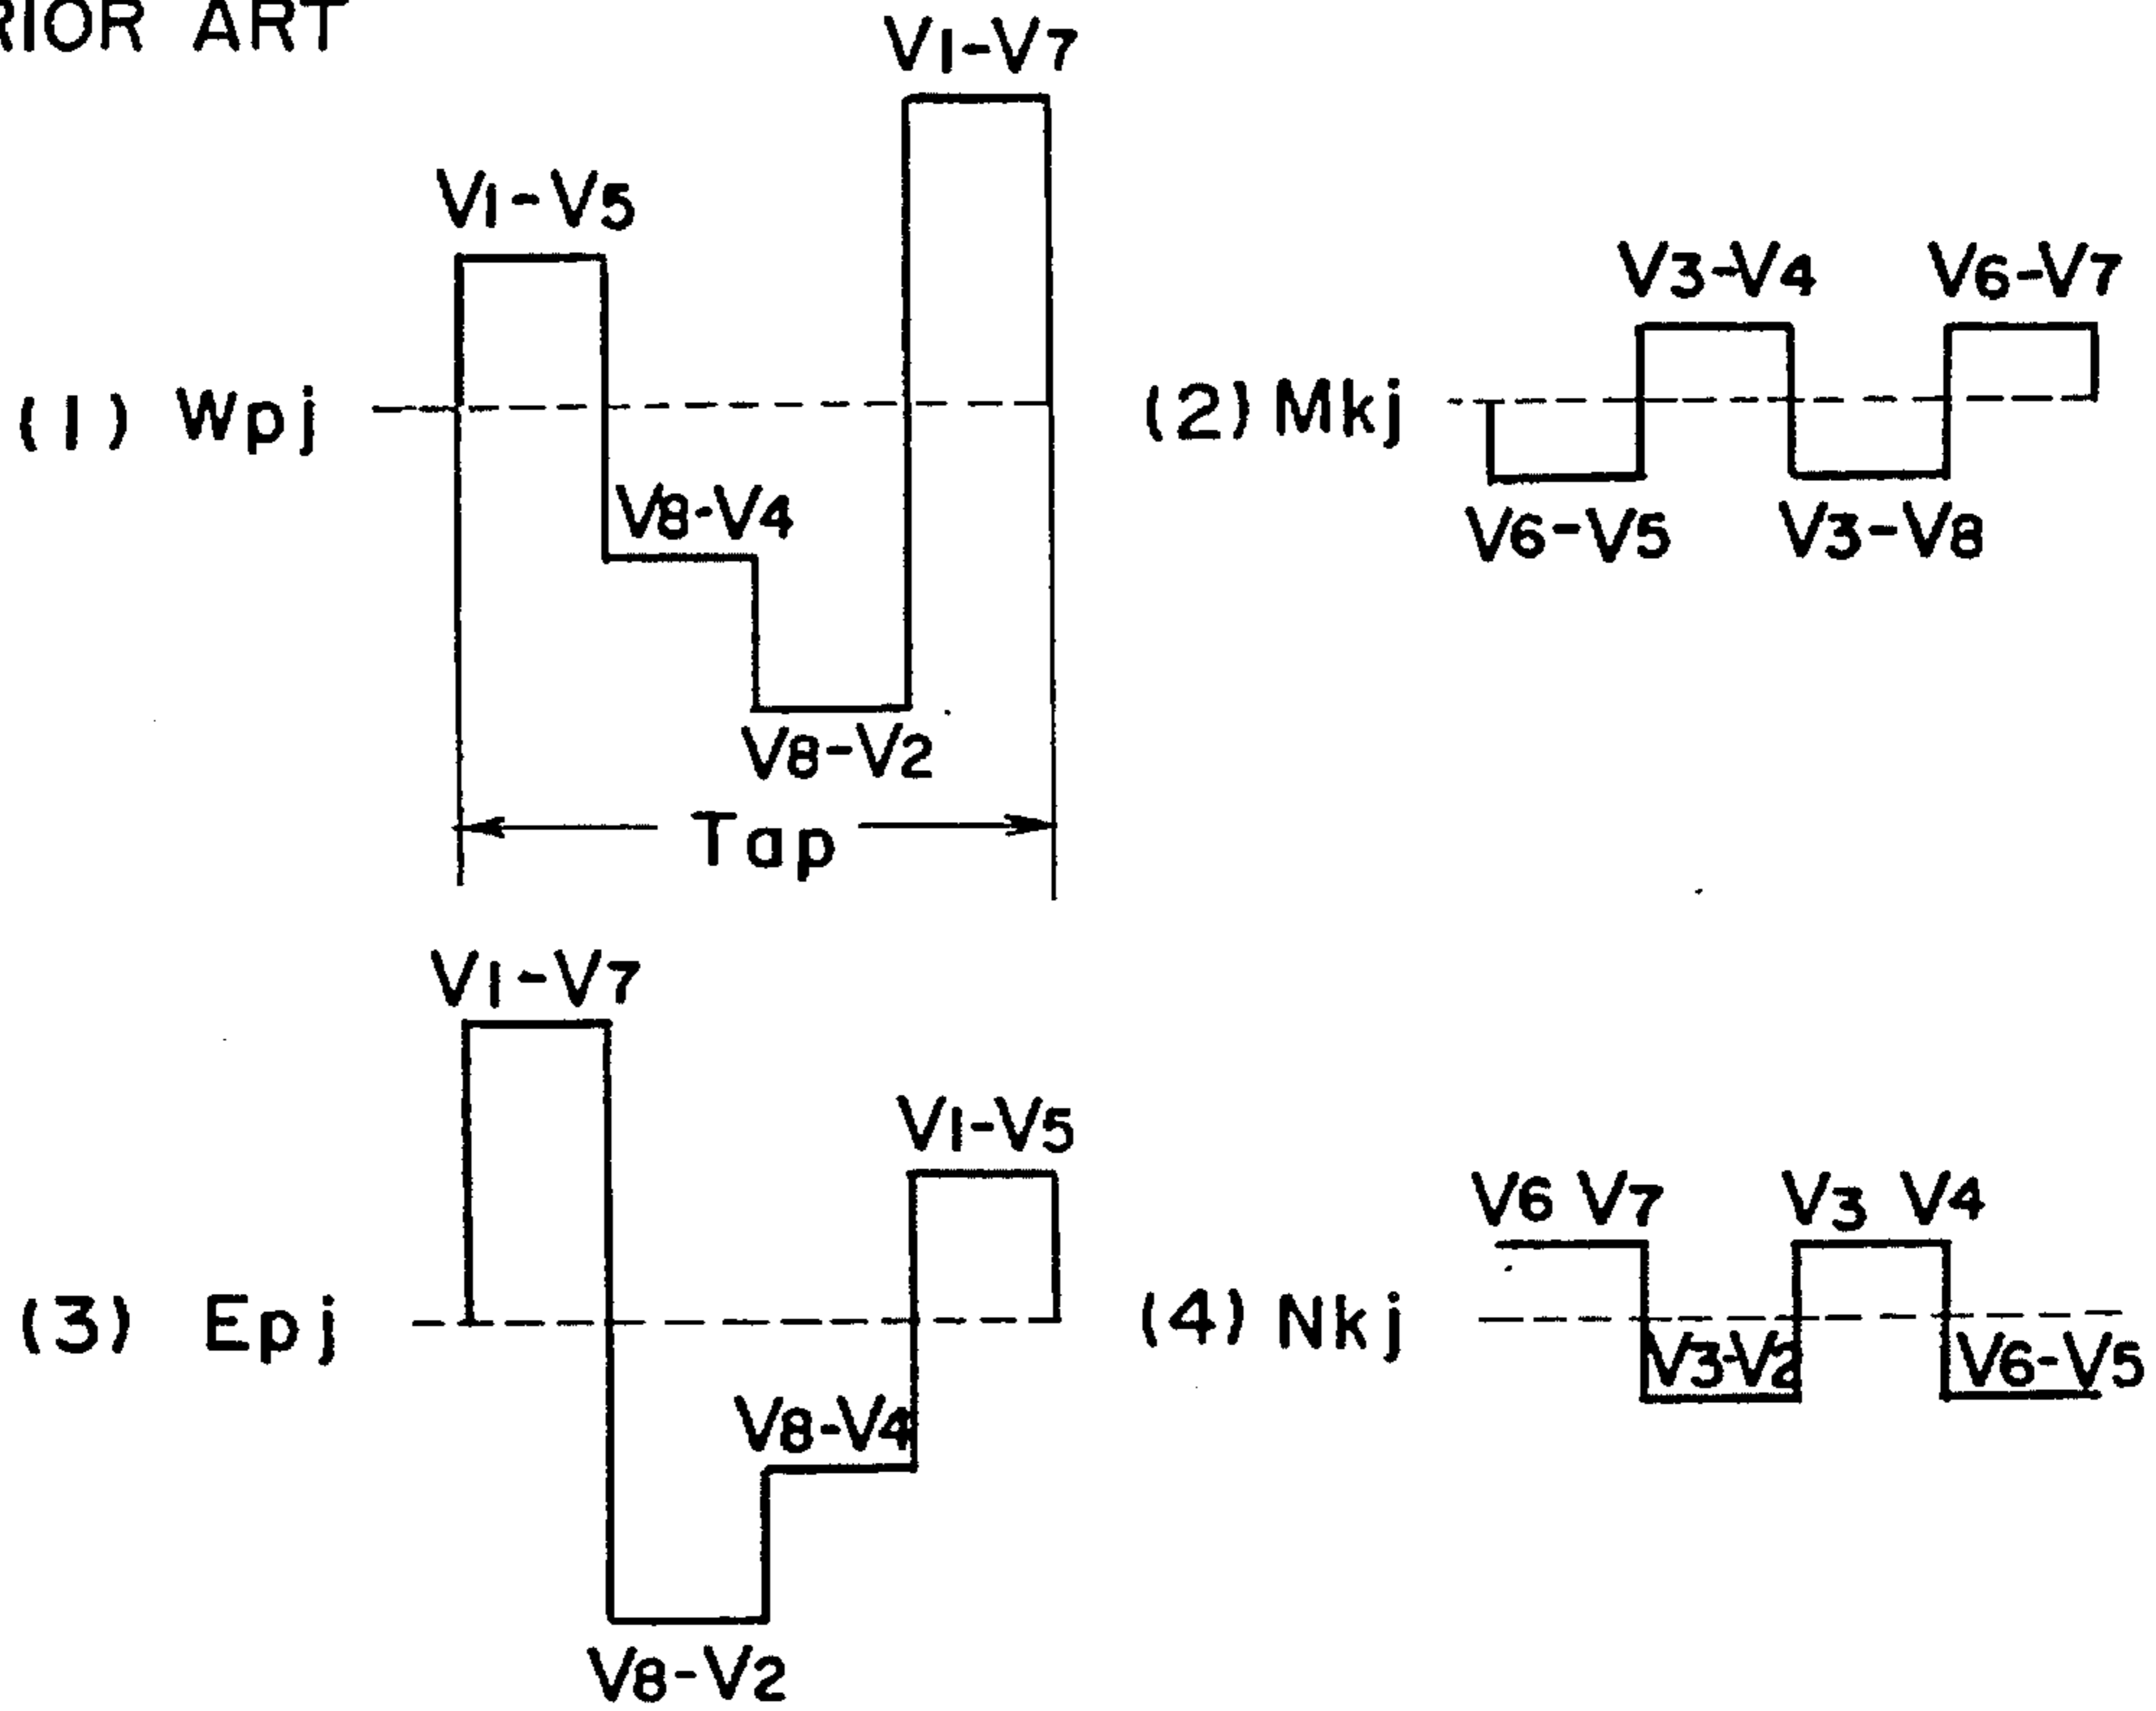 RIOR ART
V1-V7
V1-V5
V8-V4
V8-V2
(1) Wpj
Tap
V3-V4
V6-V7
(2) Mkj
V6-V5
V3-V8
V1-V7
V1-V5
(3) Epj
V8-V4
V8-V2
V6 V7
V3 V4
(4) Nkj
V3-V2
V6-V5